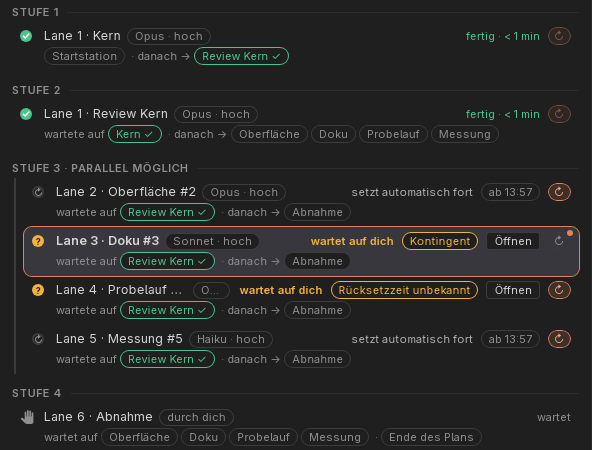 STUFE 1
Lane 1 · Kern Opus · hoch fertig · < 1 min
Startstation · danach → Review Kern ✓
STUFE 2
Lane 1 · Review Kern Opus · hoch fertig · < 1 min
wartete auf Kern ✓ · danach → Oberfläche Doku Probelauf Messung
STUFE 3 · PARALLEL MÖGLICH
Lane 2 · Oberfläche #2 Opus · hoch setzt automatisch fort ab 13:57
wartete auf Review Kern ✓ · danach → Abnahme
Lane 3 · Doku #3 Sonnet · hoch wartet auf dich Kontingent Öffnen
wartete auf Review Kern ✓ · danach → Abnahme
Lane 4 · Probelauf ... O... wartet auf dich Rücksetzzeit unbekannt Öffnen
wartete auf Review Kern ✓ · danach → Abnahme
Lane 5 · Messung #5 Haiku · hoch setzt automatisch fort ab 13:57
wartete auf Review Kern ✓ · danach → Abnahme
STUFE 4
Lane 6 · Abnahme durch dich wartet
wartet auf Oberfläche Doku Probelauf Messung · Ende des Plans